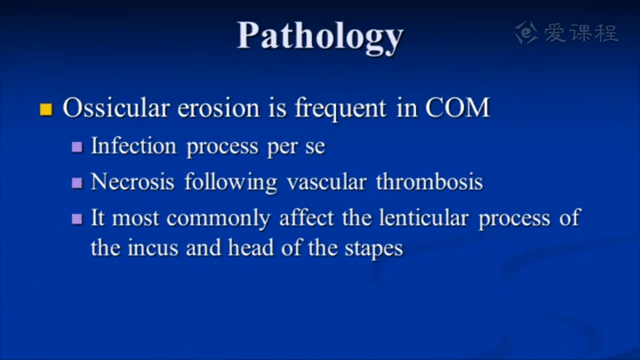 Pathology
爱课程
Ossicular erosion is frequent in COM
Infection process per se
Necrosis following vascular thrombosis
It most commonly affect the lenticular process of
the incus and head of the stapes